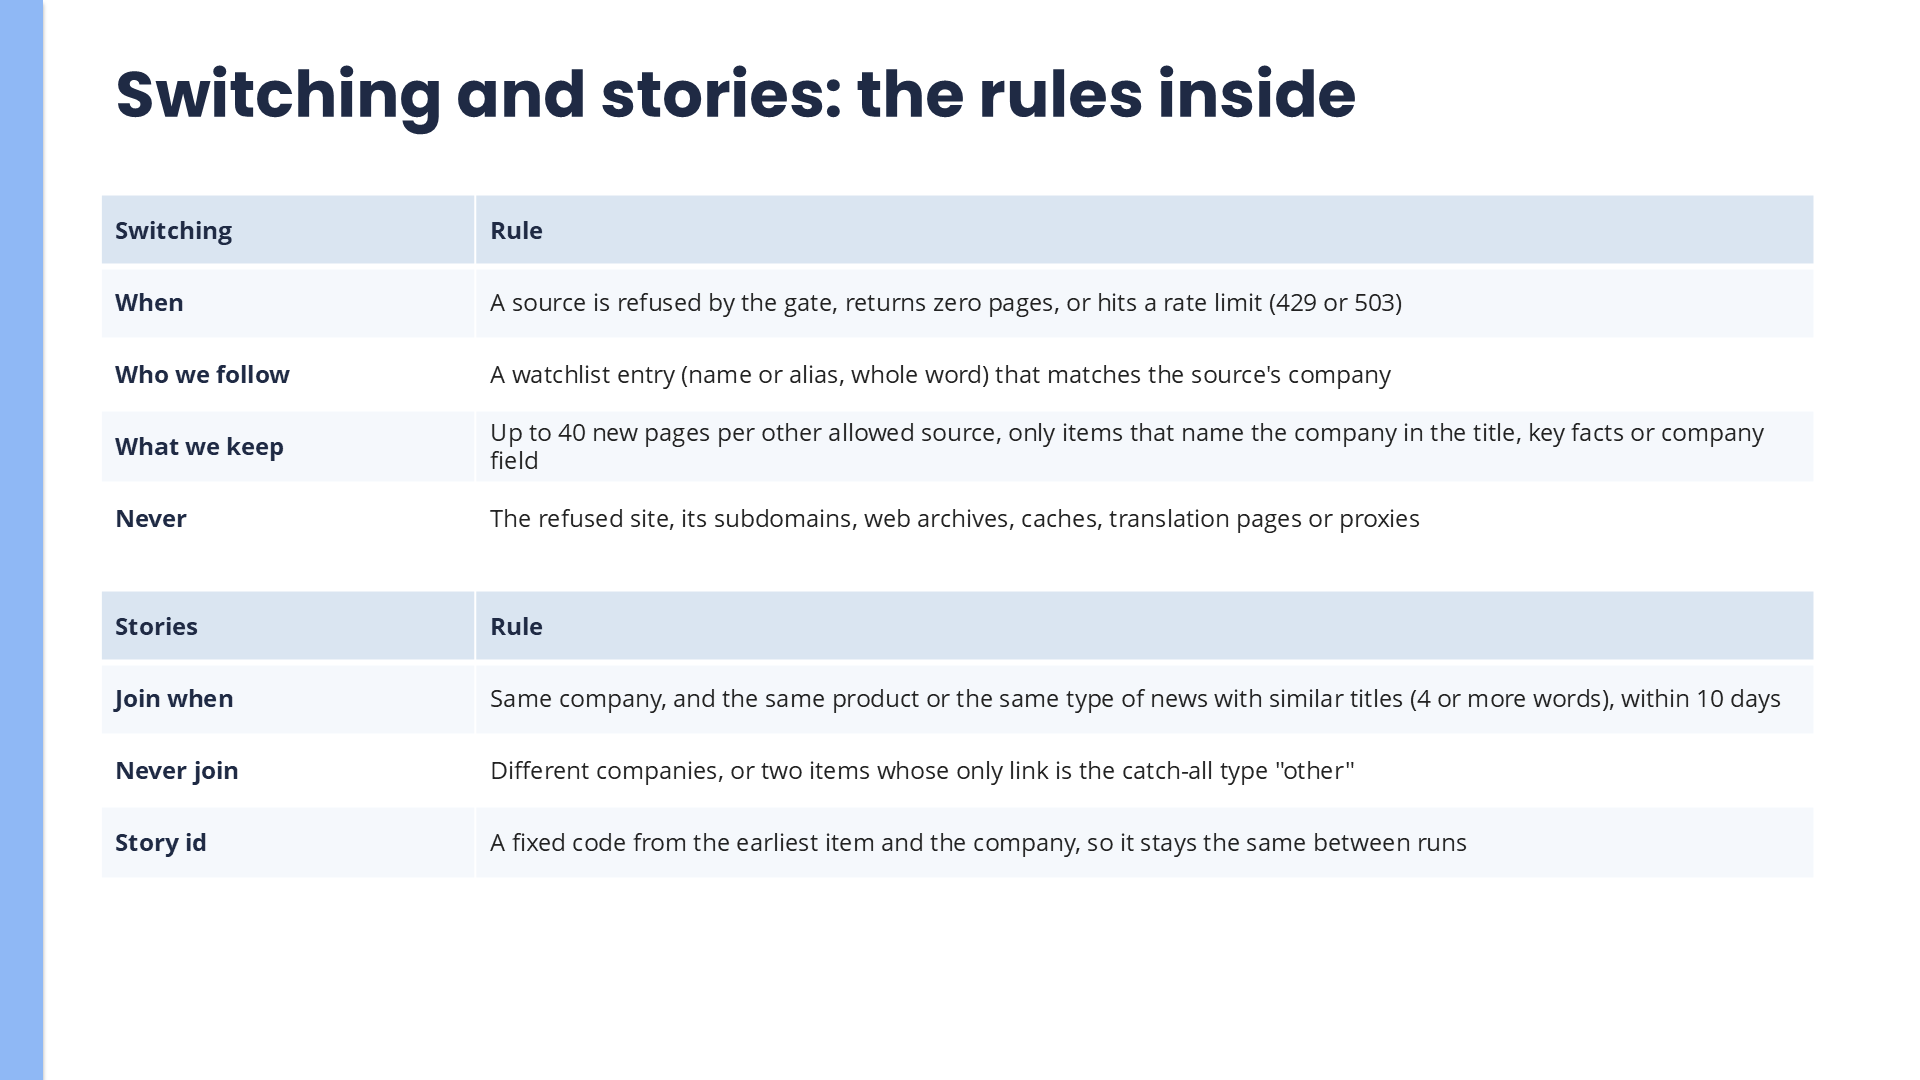 Switching and stories: the rules inside
Switching Rule
When A source is refused by the gate, returns zero pages, or hits a rate limit (429 or 503)
Who we follow A watchlist entry (name or alias, whole word) that matches the source's company
What we keep Up to 40 new pages per other allowed source, only items that name the company in the title, key facts or company
field
Never The refused site, its subdomains, web archives, caches, translation pages or proxies
Stories Rule
Join when Same company, and the same product or the same type of news with similar titles (4 or more words), within 10 days
Never join Different companies, or two items whose only link is the catch-all type "other"
Story id A fixed code from the earliest item and the company, so it stays the same between runs